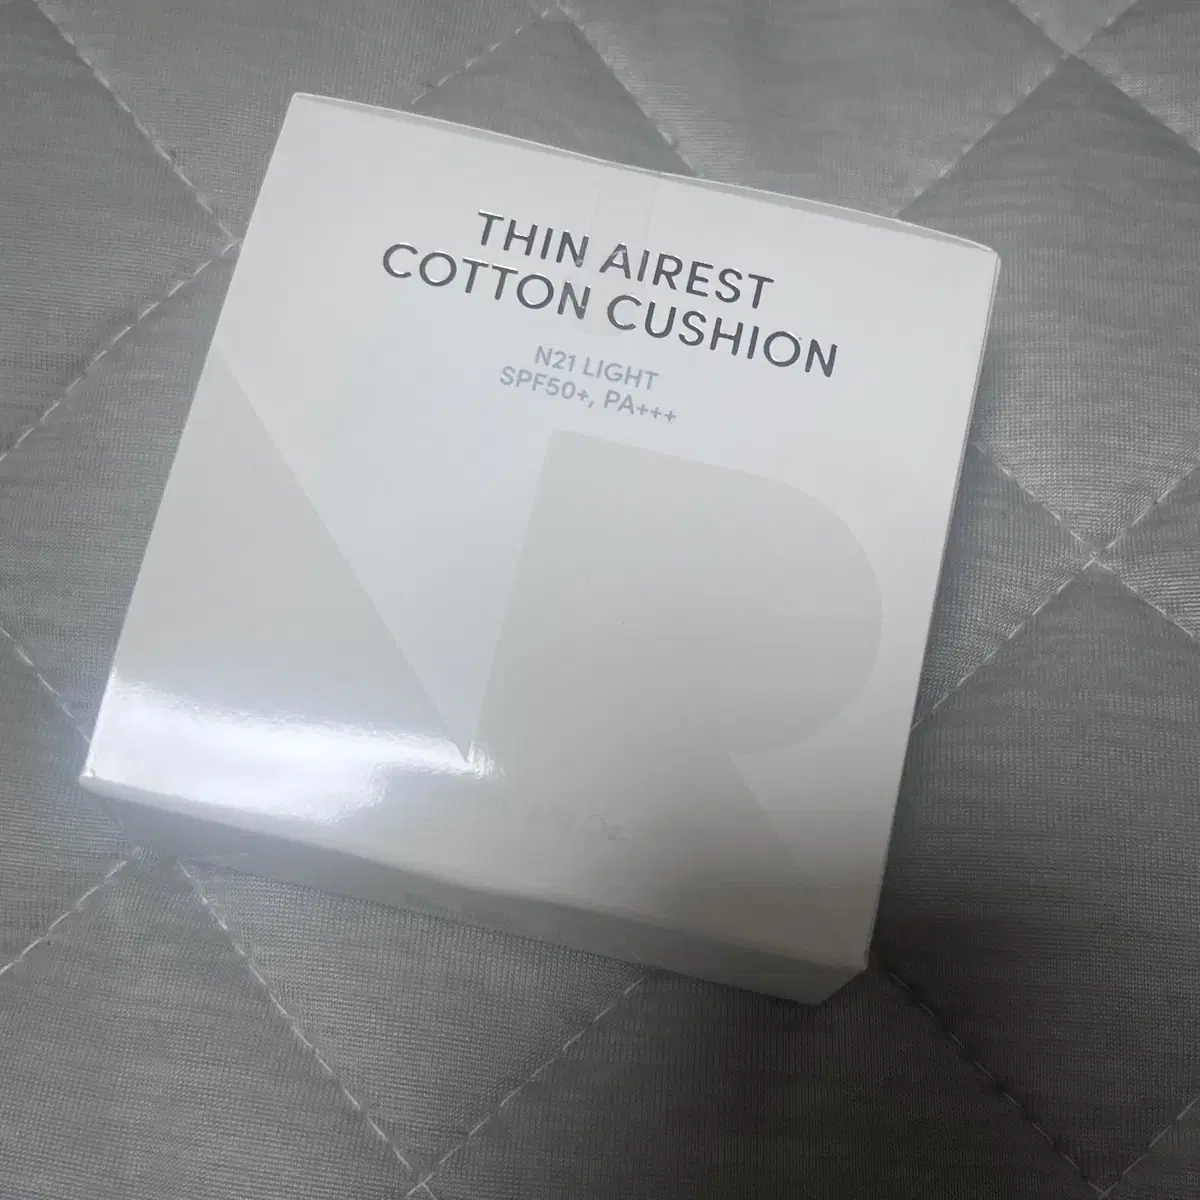 THIN AIREST
COTTON CUSHION
N21 LIGHT
SPF50+, PA+++